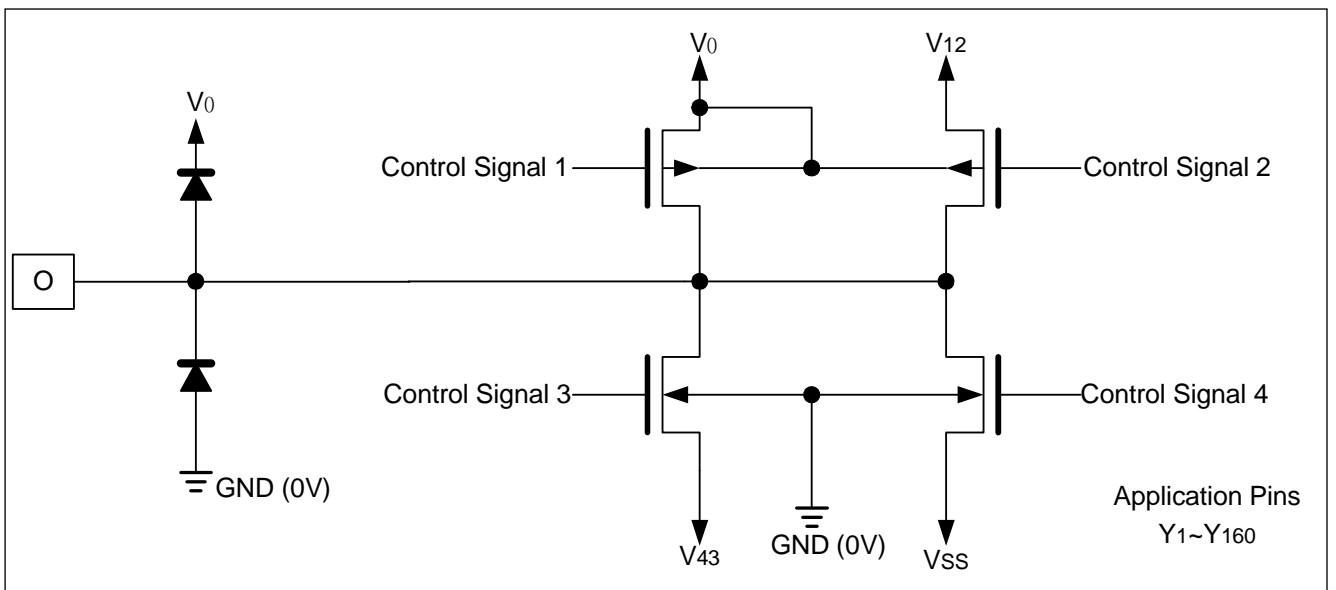 V0
V12
V0
Control Signal 1
Control Signal 2
O
Control Signal 3
Control Signal 4
GND (0V)
Application Pins
Y1~Y160
V43
GND (0V)
VSS